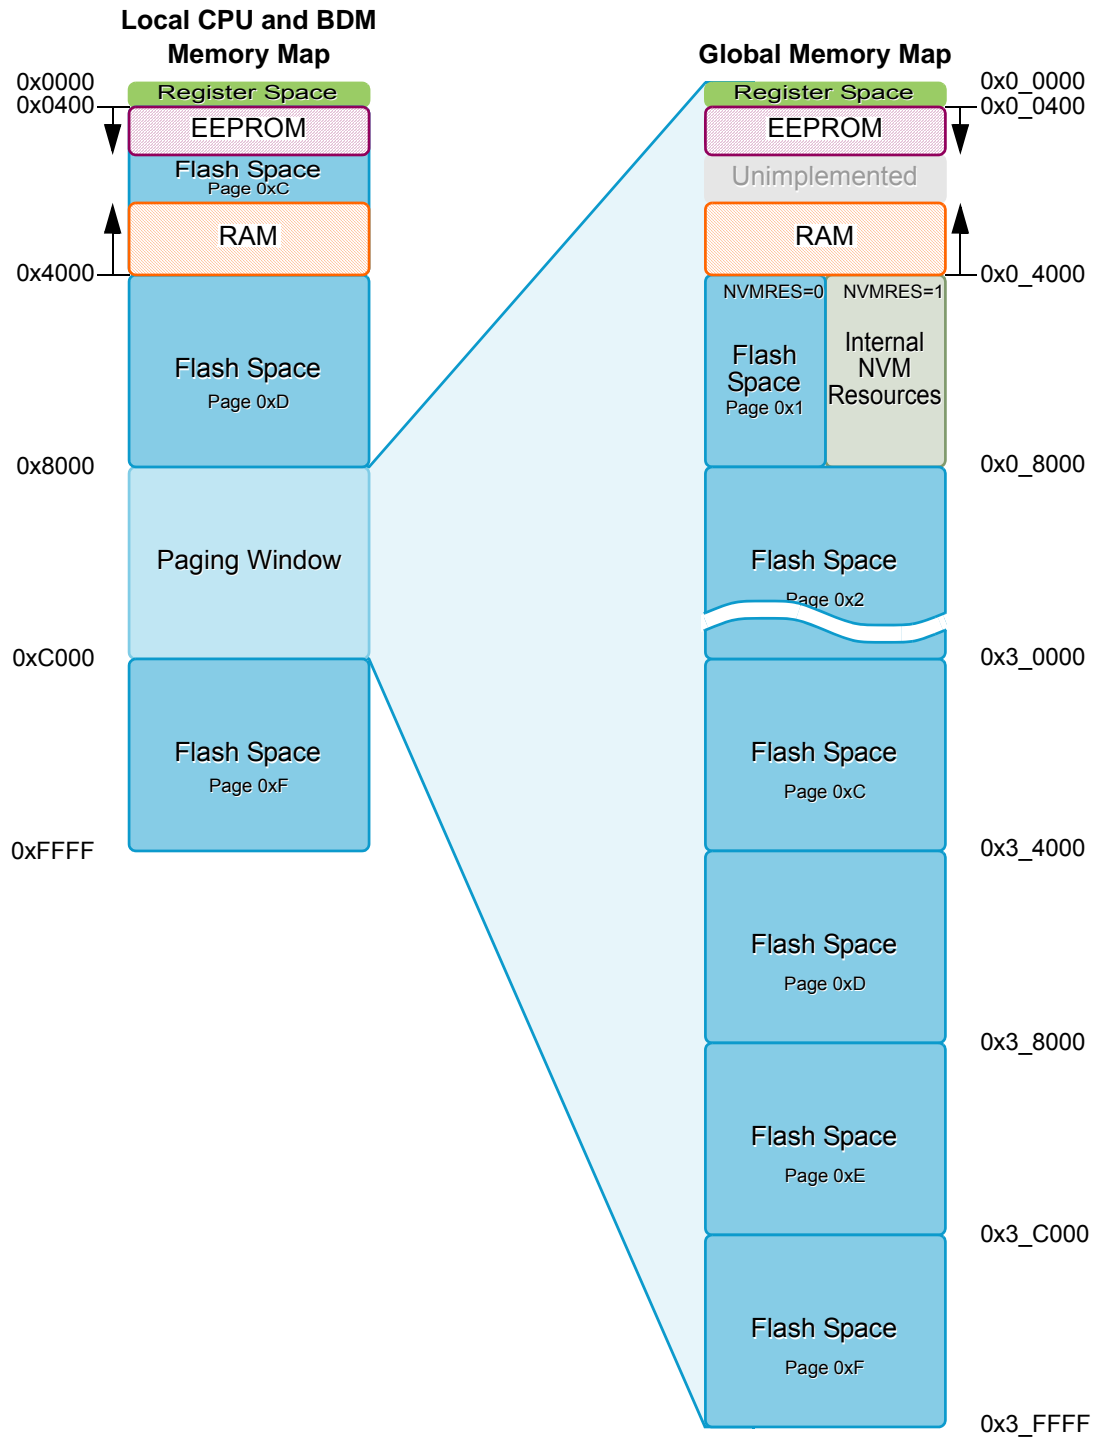 Local CPU and BDM
Memory Map
0x0000
Register Space
0x0400
EEPROM
Flash Space
Page 0xC
RAM
0x4000
Flash Space
Page 0xD
0x8000
Paging Window
0xC000
Flash Space
Page 0xF
0xFFFF
Global Memory Map
0x0_0000
Register Space
0x0_0400
EEPROM
Unimplemented
RAM
0x0_4000
NVMRES=0
NVMRES=1
Flash
Space
Page 0x1
Internal
NVM
Resources
0x0_8000
Flash Space
Page 0x2
0x3_0000
Flash Space
Page 0xC
0x3_4000
Flash Space
Page 0xD
0x3_8000
Flash Space
Page 0xE
0x3_C000
Flash Space
Page 0xF
0x3_FFFF